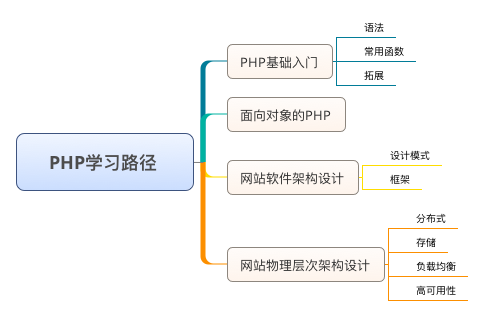 PHP学习路径
PHP基础入门
语法
常用函数
拓展
面向对象的PHP
网站软件架构设计
设计模式
框架
网站物理层次架构设计
分布式
存储
负载均衡
高可用性